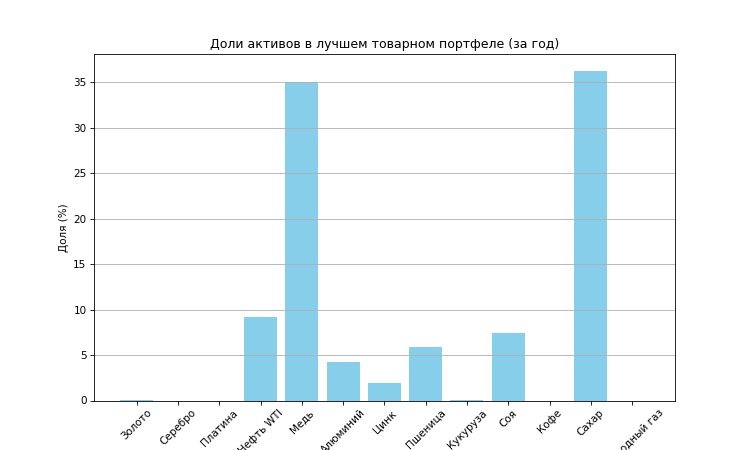 Доли активов в лучшем товарном портфеле (за год)
Доля (%)
35
30
25
20
15
10
5
0
Золото
Серебро
Платина
Нефть WTI
Медь
Алюминий
Цинк
Пшеница
Кукуруза
Соя
Кофе
Сахар
газ